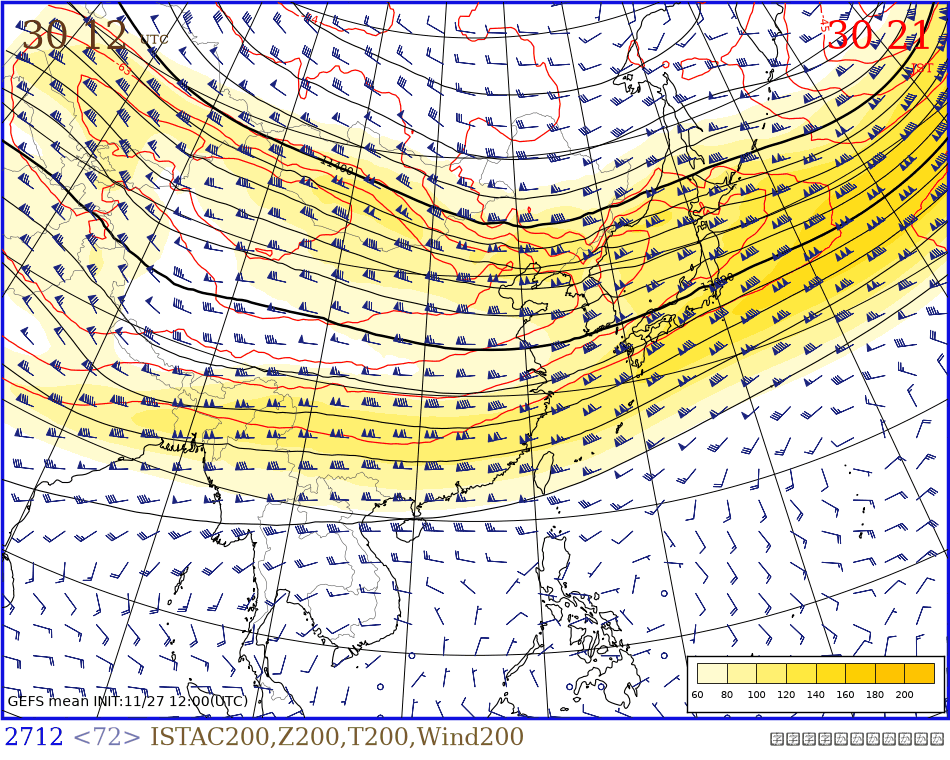 30 12 UTC
30 21 JST
11400
GEFS mean INIT:11/27 12:00(UTC)
60 80 100 120 140 160 180 200
2712 <72> ISTAC200,Z200,T200,Wind200